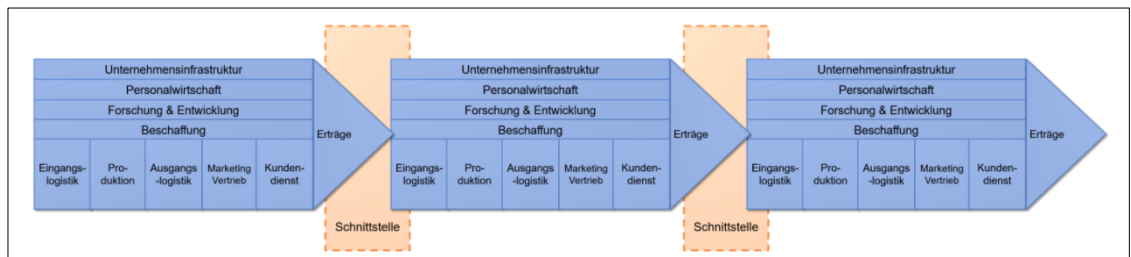 Unternehmensinfrastruktur
Personalwirtschaft
Forschung & Entwicklung
Beschaffung
Eingangs-
logistik
Pro-
duktion
Ausgangs
-logistik
Marketing
Vertrieb
Kunden-
dienst
Erträge
Schnittstelle
Unternehmensinfrastruktur
Personalwirtschaft
Forschung & Entwicklung
Beschaffung
Eingangs-
logistik
Pro-
duktion
Ausgangs
-logistik
Marketing
Vertrieb
Kunden-
dienst
Erträge
Schnittstelle
Unternehmensinfrastruktur
Personalwirtschaft
Forschung & Entwicklung
Beschaffung
Eingangs-
logistik
Pro-
duktion
Ausgangs
-logistik
Marketing
Vertrieb
Kunden-
dienst
Erträge